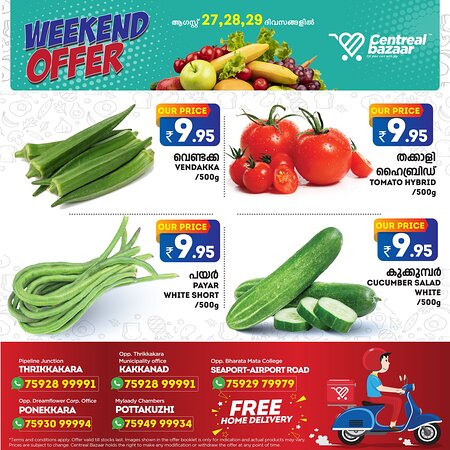 WEEKEND
OFFER
ആഗസ്റ്റ് 27,28,29 ദിവസങ്ങളിൽ
Centreal
bazaar
OUR PRICE
₹9.95
വെണ്ടക്ക
VENDAKKA
/500g
OUR PRICE
₹9.95
തക്കാളി
ഹൈബ്രിഡ്
TOMATO HYBRID
/500g
OUR PRICE
₹9.95
പയർ
PAYAR
WHITE SHORT
/500g
OUR PRICE
₹9.95
കുക്കുമ്പർ
CUCUMBER SALAD
WHITE
/500g
Pipeline Junction
THRIKKAKARA
75928 99991
Opp. Thrikkakara
Municipality office
KAKKANAD
75928 99991
Opp. Bharata Mata College
SEAPORT-AIRPORT ROAD
75929 79979
Opp. Dreamflower Corp. Office
PONEKKARA
75930 99994
Mylaady Chambers
POTTAKUZHI
75949 99934
FREE
HOME DELIVERY
*Terms and conditions apply. Offer valid till stocks last. Images shown in the offer booklet is only for indication and actual products may vary.
Prices are subject to change. Centreal Bazaar holds the right to make any modification or withdraw the offer at any point of time.